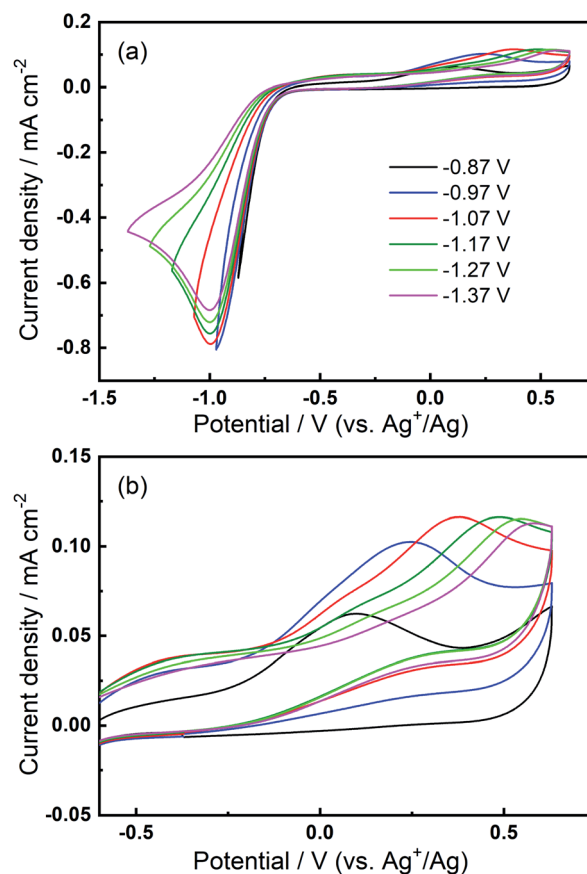 (a)
0.2
0.0
-0.2
-0.4
-0.6
-0.8
Current density / mA cm⁻²
-0.87 V
-0.97 V
-1.07 V
-1.17 V
-1.27 V
-1.37 V
-1.5
-1.0
-0.5
0.0
0.5
Potential / V (vs. Ag⁺/Ag)
(b)
0.15
0.10
0.05
0.00
-0.05
Current density / mA cm⁻²
-0.5
0.0
0.5
Potential / V (vs. Ag⁺/Ag)